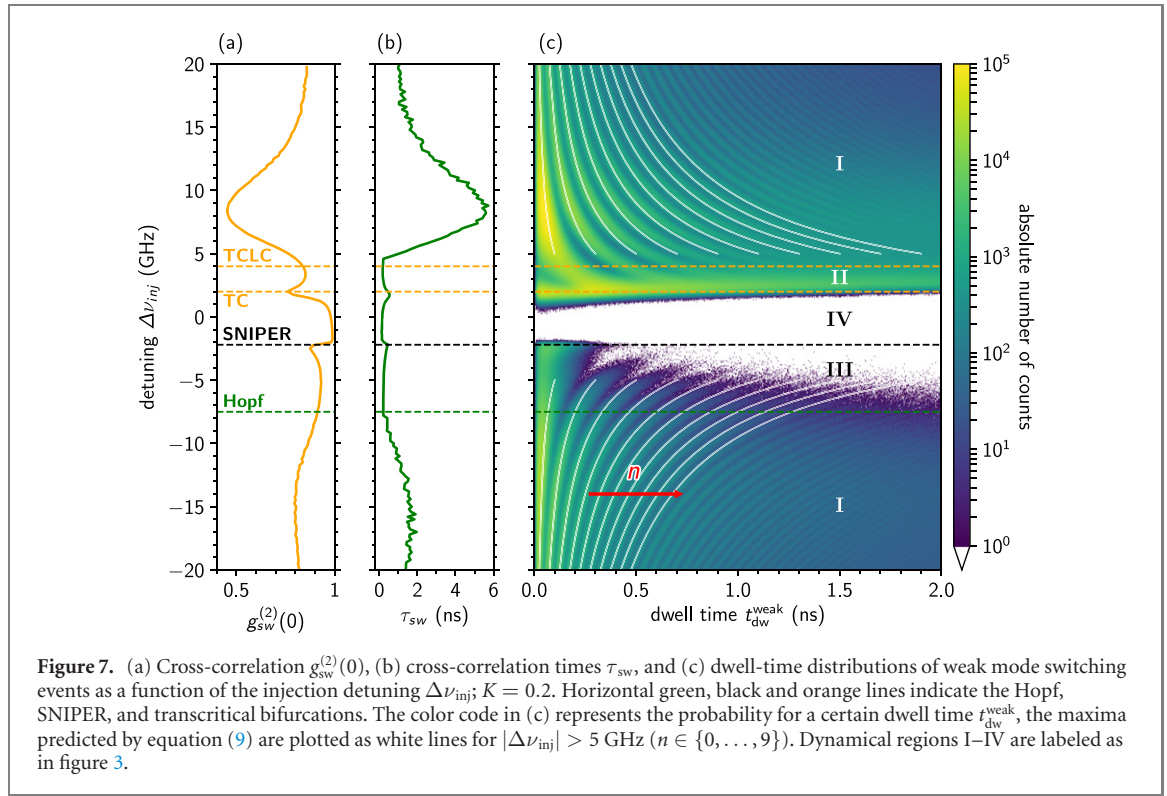 (a)
(b)
(c)
detuning Δν_inj (GHz)
20
15
10
5
0
−5
−10
−15
−20
TCLC
TC
SNIPER
Hopf
0.5 1
g_sw^(2)(0)
0 2 4 6
τ_sw (ns)
I
II
IV
III
n
I
0.0 0.5 1.0 1.5 2.0
dwell time t_dw^weak (ns)
10^5
10^4
10^3
10^2
10^1
10^0
absolute number of counts
Figure 7. (a) Cross-correlation g_sw^(2)(0), (b) cross-correlation times τ_sw, and (c) dwell-time distributions of weak mode switching
events as a function of the injection detuning Δν_inj; K = 0.2. Horizontal green, black and orange lines indicate the Hopf,
SNIPER, and transcritical bifurcations. The color code in (c) represents the probability for a certain dwell time t_dw^weak, the maxima
predicted by equation (9) are plotted as white lines for |Δν_inj| > 5 GHz (n ∈ {0, . . . , 9}). Dynamical regions I–IV are labeled as
in figure 3.